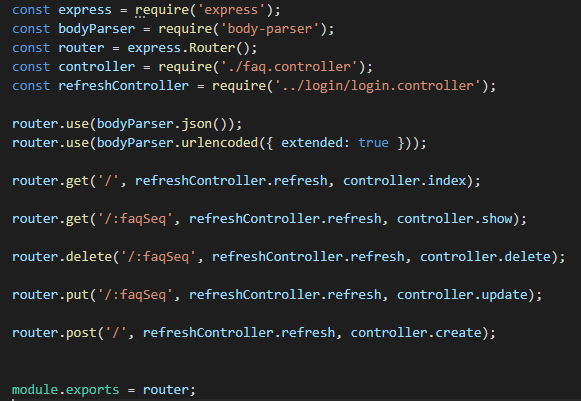 const express = require('express');
const bodyParser = require('body-parser');
const router = express.Router();
const controller = require('./faq.controller');
const refreshController = require('../login/login.controller');
router.use(bodyParser.json());
router.use(bodyParser.urlencoded({ extended: true }));
router.get('/', refreshController.refresh, controller.index);
router.get('/:faqSeq', refreshController.refresh, controller.show);
router.delete('/:faqSeq', refreshController.refresh, controller.delete);
router.put('/:faqSeq', refreshController.refresh, controller.update);
router.post('/', refreshController.refresh, controller.create);
module.exports = router;